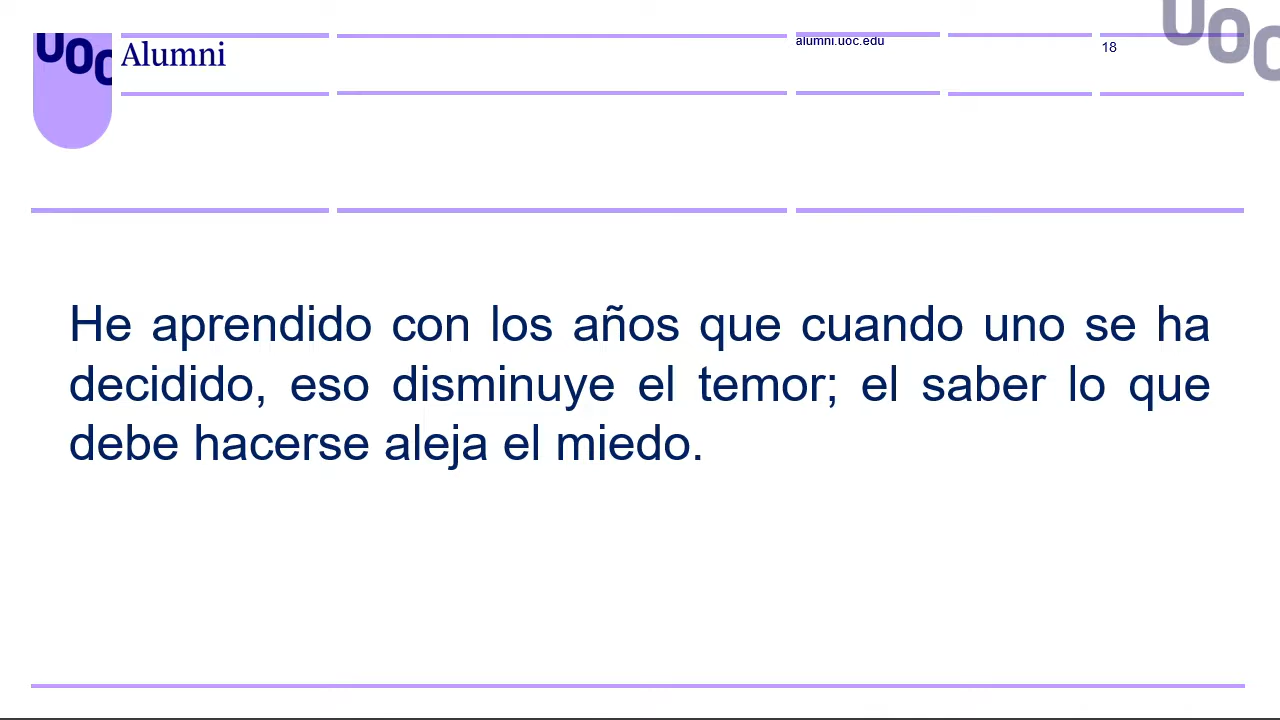 UOC
Alumni
alumni.uoc.edu
18
UOC
He aprendido con los años que cuando uno se ha
decidido, eso disminuye el temor; el saber lo que
debe hacerse aleja el miedo.